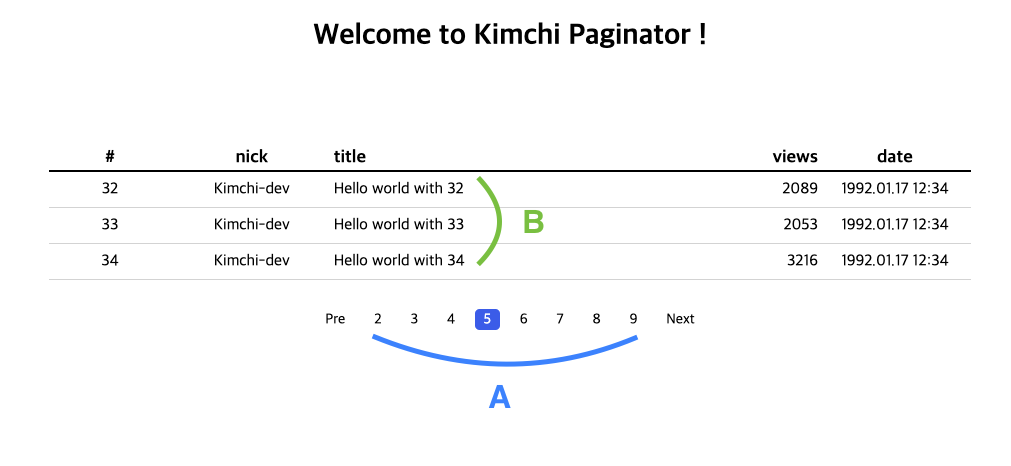 Welcome to Kimchi Paginator !
# nick title views date
32 Kimchi-dev Hello world with 32 2089 1992.01.17 12:34
33 Kimchi-dev Hello world with 33 2053 1992.01.17 12:34
34 Kimchi-dev Hello world with 34 3216 1992.01.17 12:34
B
Pre 2 3 4 5 6 7 8 9 Next
A